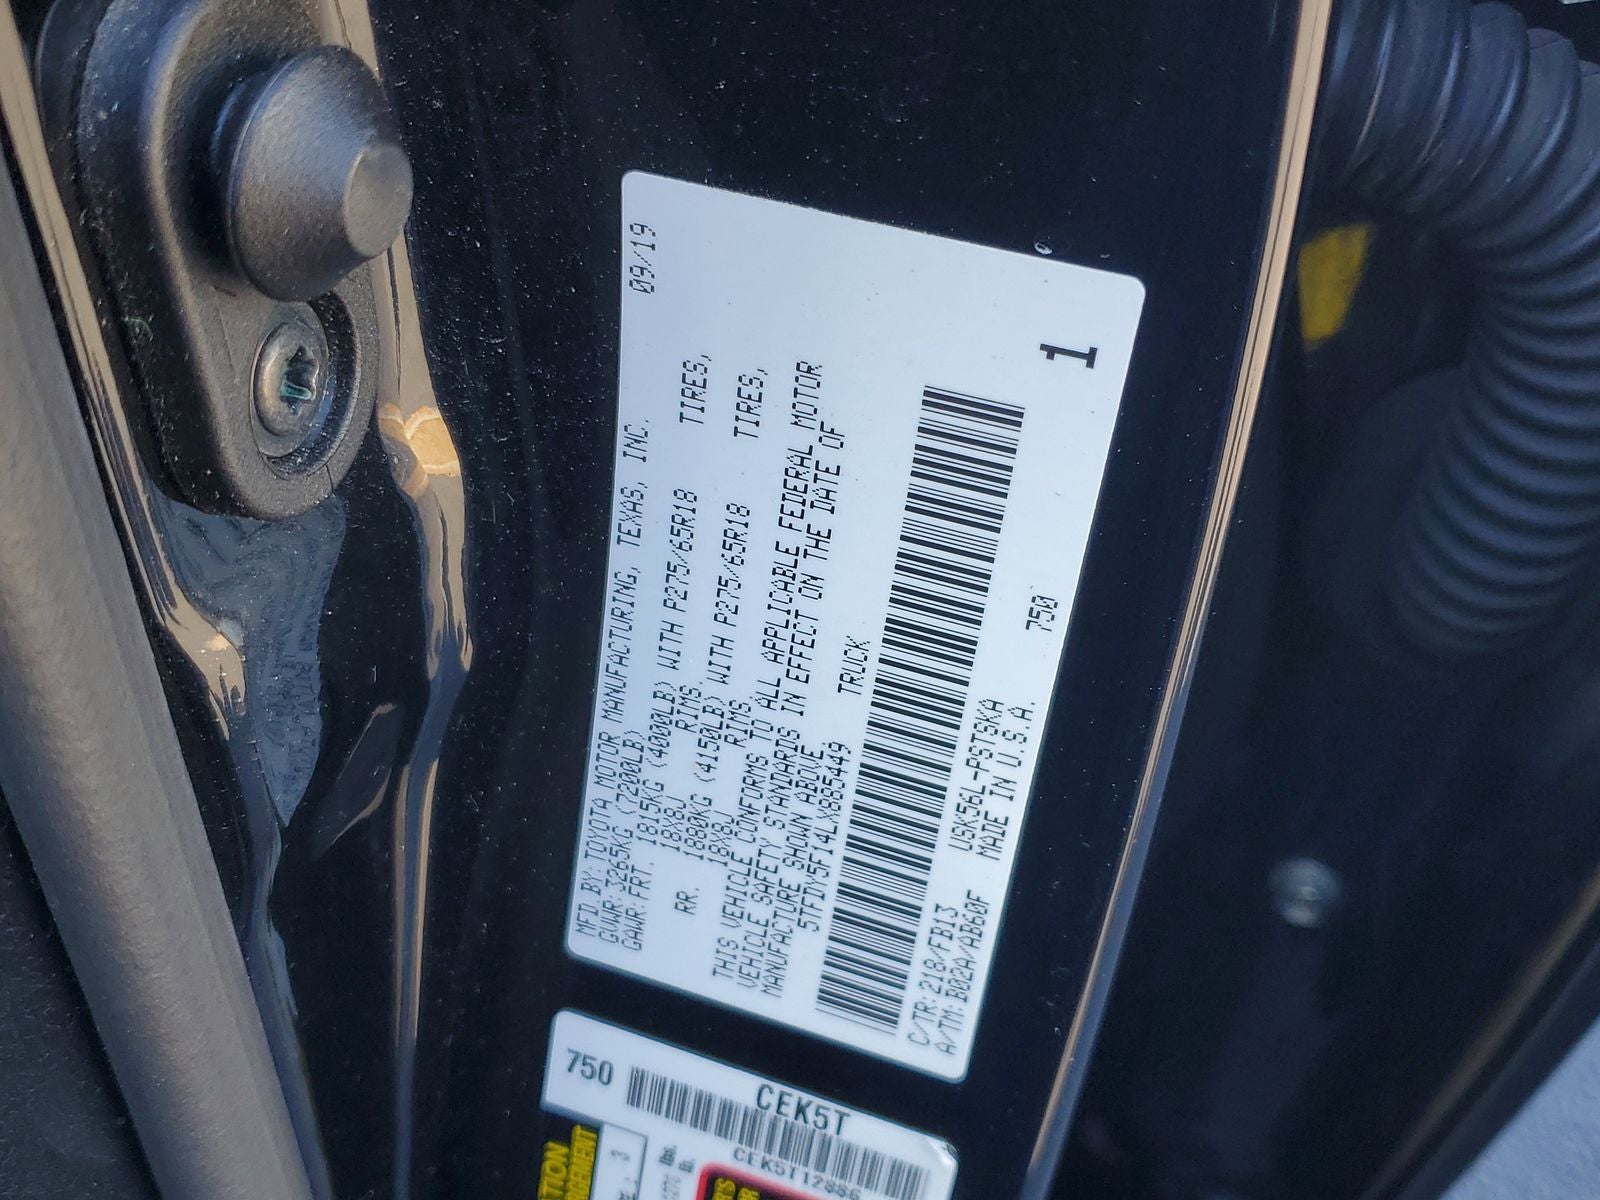 09/19
MFD. BY: TOYOTA MOTOR MANUFACTURING, TEXAS, INC.
GVWR: 3265KG (7200LB)
GAWR: FRT. 1815KG (4000LB) WITH P275/65R18 TIRES,
18X8J RIMS,
RR. 1880KG (4150LB) WITH P275/65R18 TIRES,
18X8J RIMS.
THIS VEHICLE CONFORMS TO ALL APPLICABLE FEDERAL MOTOR
VEHICLE SAFETY STANDARDS IN EFFECT ON THE DATE OF
MANUFACTURE SHOWN ABOVE.
5TFDY5F14LX885449 TRUCK
C/TR: 218/FB13 USK56L-PSTSKA 750
A/TM: B02A/AB60F MADE IN U.S.A.
1
750 CEK5T